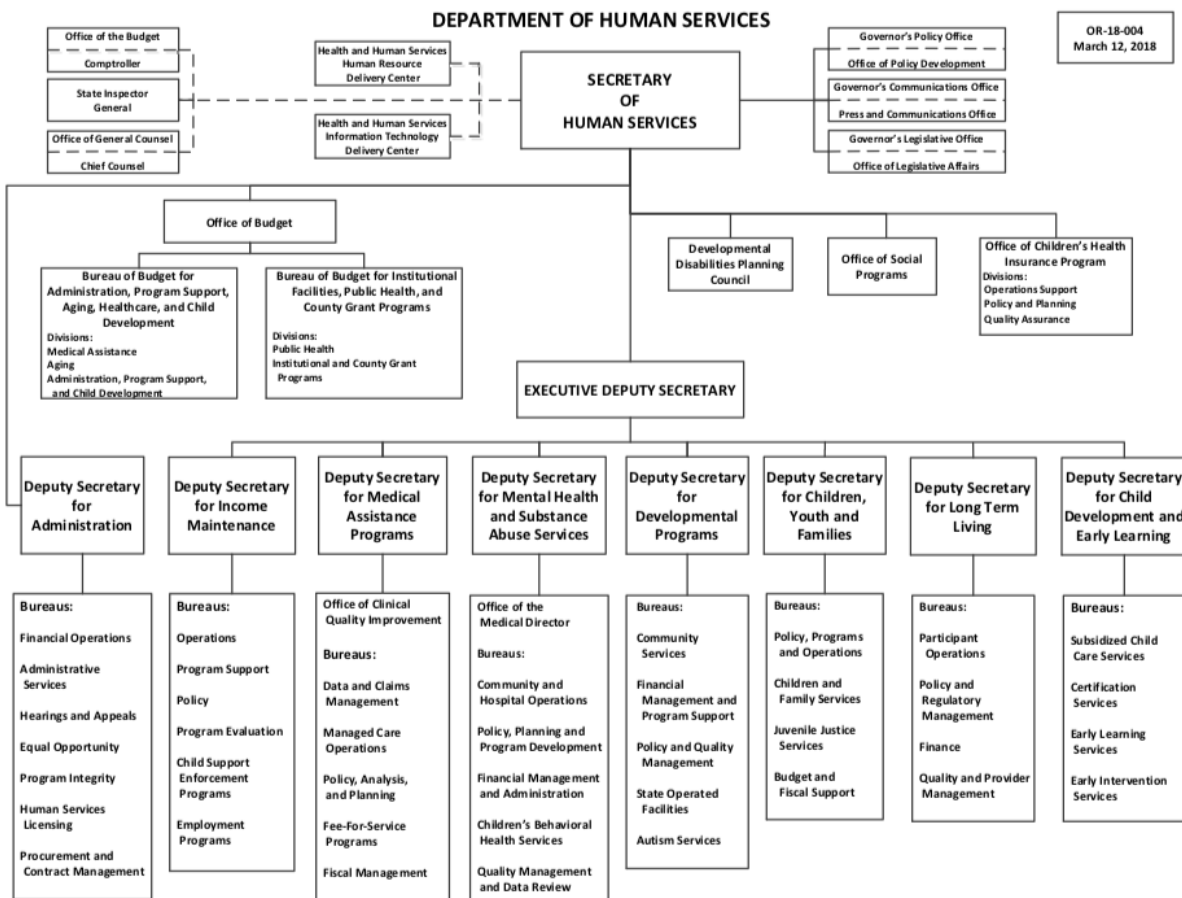 DEPARTMENT OF HUMAN SERVICES
OR-18-004
March 12, 2018
Office of the Budget
Comptroller
State Inspector
General
Office of General Counsel
Chief Counsel
Health and Human Services
Human Resource
Delivery Center
Health and Human Services
Information Technology
Delivery Center
SECRETARY
OF
HUMAN SERVICES
Governor's Policy Office
Office of Policy Development
Governor's Communications Office
Press and Communications Office
Governor's Legislative Office
Office of Legislative Affairs
Office of Budget
Bureau of Budget for
Administration, Program Support,
Aging, Healthcare, and Child
Development
Divisions:
Medical Assistance
Aging
Administration, Program Support,
and Child Development
Bureau of Budget for Institutional
Facilities, Public Health, and
County Grant Programs
Divisions:
Public Health
Institutional and County Grant
Programs
Developmental
Disabilities Planning
Council
Office of Social
Programs
Office of Children's Health
Insurance Program
Divisions:
Operations Support
Policy and Planning
Quality Assurance
EXECUTIVE DEPUTY SECRETARY
Deputy Secretary
for
Administration
Deputy Secretary
for Income
Maintenance
Deputy Secretary
for Medical
Assistance
Programs
Deputy Secretary
for Mental Health
and Substance
Abuse Services
Deputy Secretary
for
Developmental
Programs
Deputy Secretary
for Children,
Youth and
Families
Deputy Secretary
for Long Term
Living
Deputy Secretary
for Child
Development and
Early Learning
Bureaus:
Financial Operations
Administrative
Services
Hearings and Appeals
Equal Opportunity
Program Integrity
Human Services
Licensing
Procurement and
Contract Management
Bureaus:
Operations
Program Support
Policy
Program Evaluation
Child Support
Enforcement
Programs
Employment
Programs
Office of Clinical
Quality Improvement
Bureaus:
Data and Claims
Management
Managed Care
Operations
Policy, Analysis,
and Planning
Fee-For-Service
Programs
Fiscal Management
Office of the
Medical Director
Bureaus:
Community and
Hospital Operations
Policy, Planning and
Program Development
Financial Management
and Administration
Children's Behavioral
Health Services
Quality Management
and Data Review
Bureaus:
Community
Services
Financial
Management and
Program Support
Policy and Quality
Management
State Operated
Facilities
Autism Services
Bureaus:
Policy, Programs
and Operations
Children and
Family Services
Juvenile Justice
Services
Budget and
Fiscal Support
Bureaus:
Participant
Operations
Policy and
Regulatory
Management
Finance
Quality and Provider
Management
Bureaus:
Subsidized Child
Care Services
Certification
Services
Early Learning
Services
Early Intervention
Services